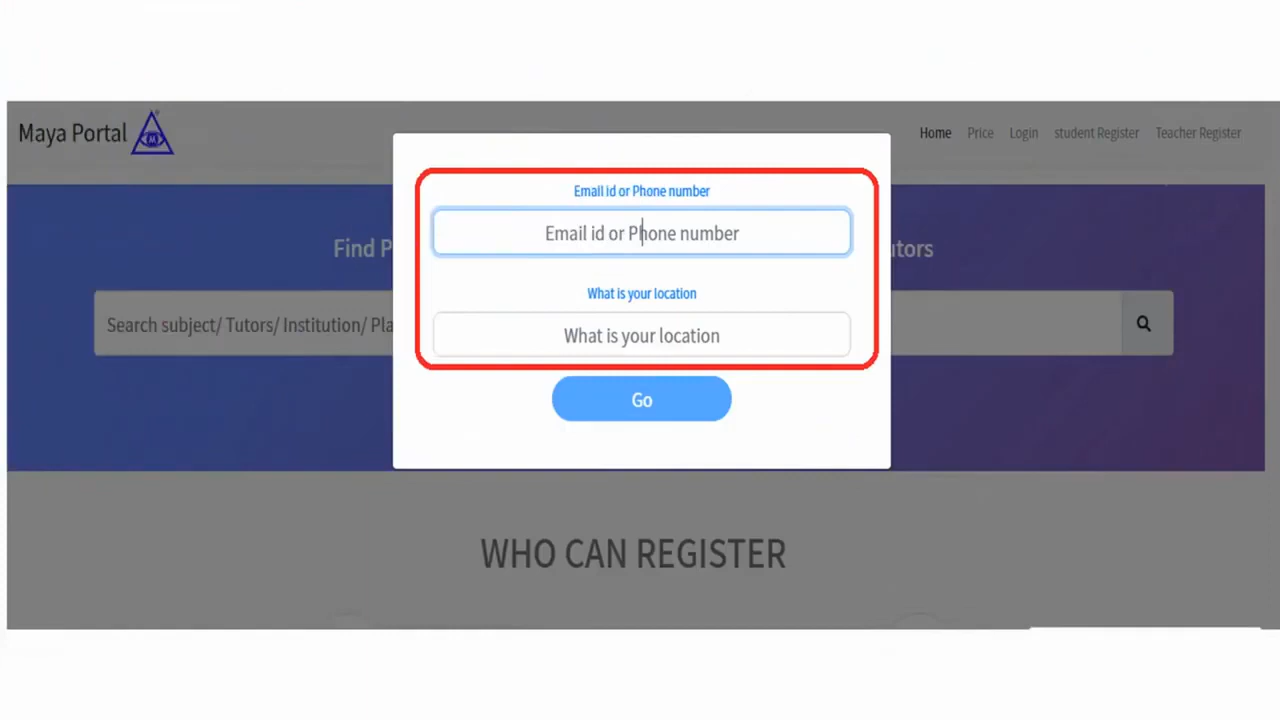 Maya Portal
M
Home Price Login student Register Teacher Register
Email id or Phone number
Email id or Phone number
Find P
tutors
What is your location
Search subject/ Tutors/ Institution/ Pla
What is your location
Go
WHO CAN REGISTER